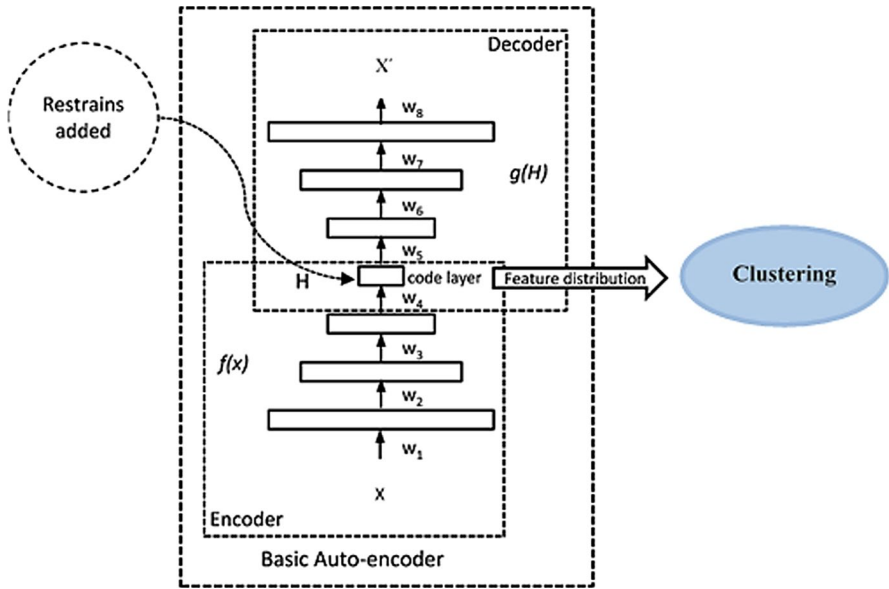 Decoder
X´
Restrains
added
w8
w7
g(H)
w6
w5
H
code layer
Feature distribution
Clustering
w4
f(x)
w3
w2
w1
X
Encoder
Basic Auto-encoder